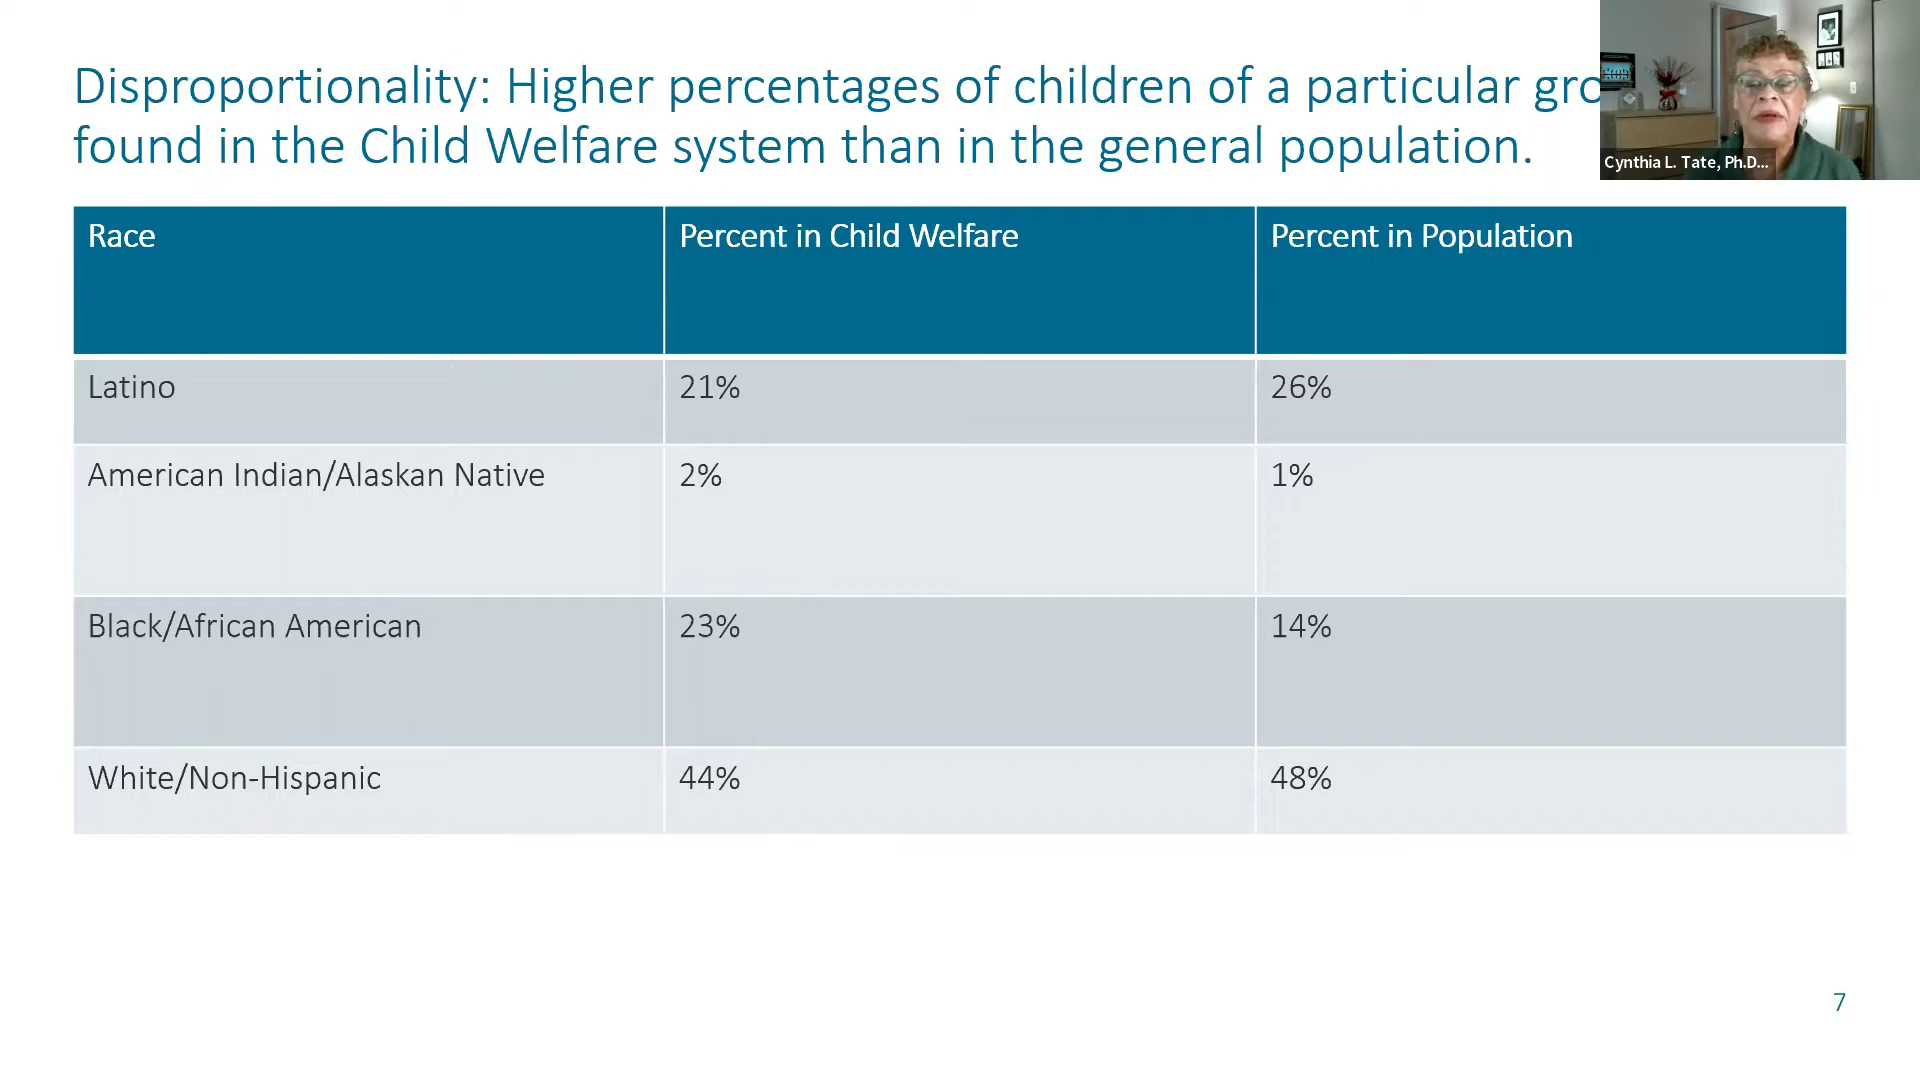 Disproportionality: Higher percentages of children of a particular
found in the Child Welfare system than in the general population.
Cynthia L. Tate, Ph.D...
Race Percent in Child Welfare Percent in Population
Latino 21% 26%
American Indian/Alaskan Native 2% 1%
Black/African American 23% 14%
White/Non-Hispanic 44% 48%
7